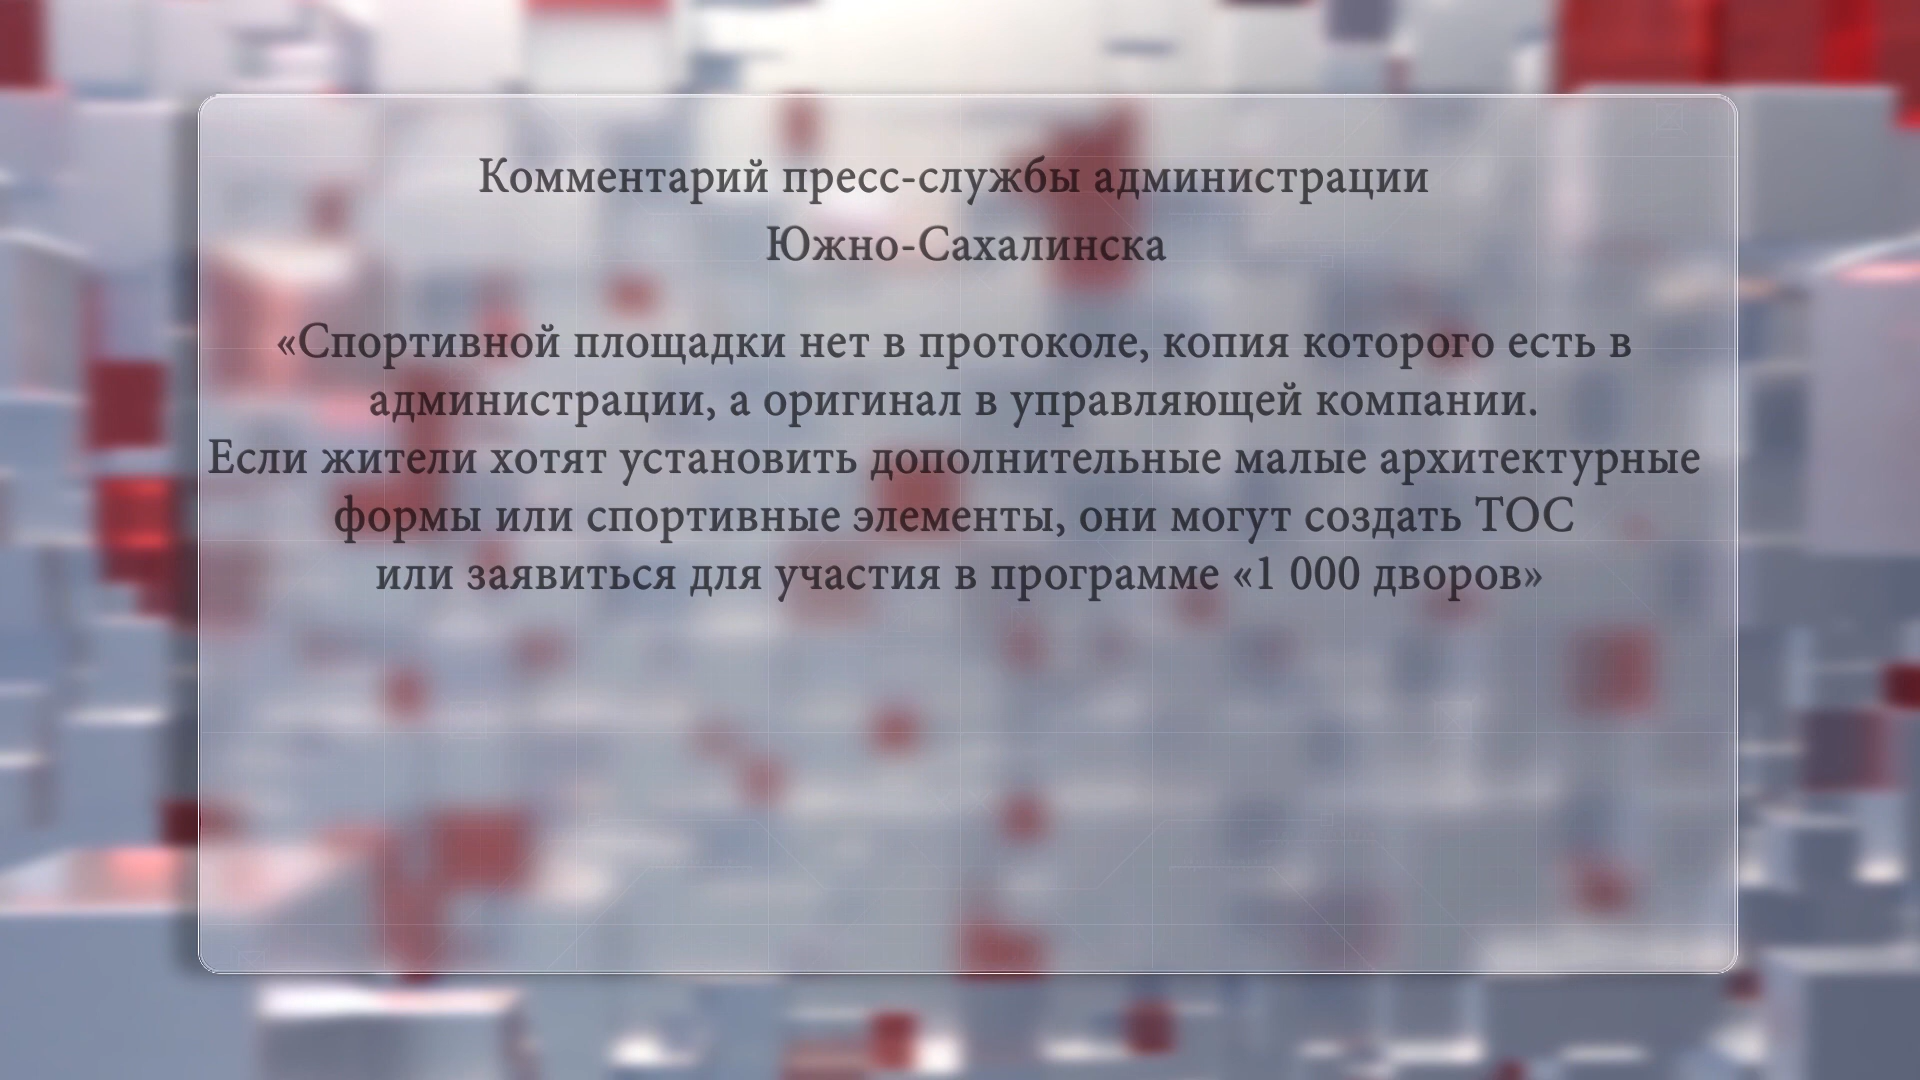 Комментарий пресс-службы администрации
Южно-Сахалинска
«Спортивной площадки нет в протоколе, копия которого есть в
администрации, а оригинал в управляющей компании.
Если жители хотят установить дополнительные малые архитектурные
формы или спортивные элементы, они могут создать ТОС
или заявиться для участия в программе «1 000 дворов»